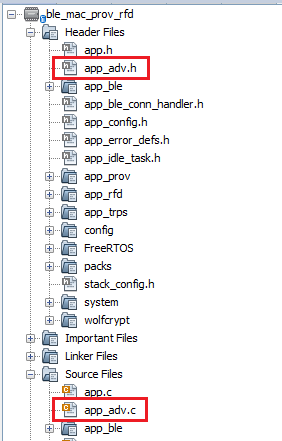 ble_mac_prov_rfd
Header Files
app.h
app_adv.h
app_ble
app_ble_conn_handler.h
app_config.h
app_error_defs.h
app_idle_task.h
app_prov
app_rfd
app_trps
config
FreeRTOS
packs
stack_config.h
system
wolfcrypt
Important Files
Linker Files
Source Files
app.c
app_adv.c
app_ble